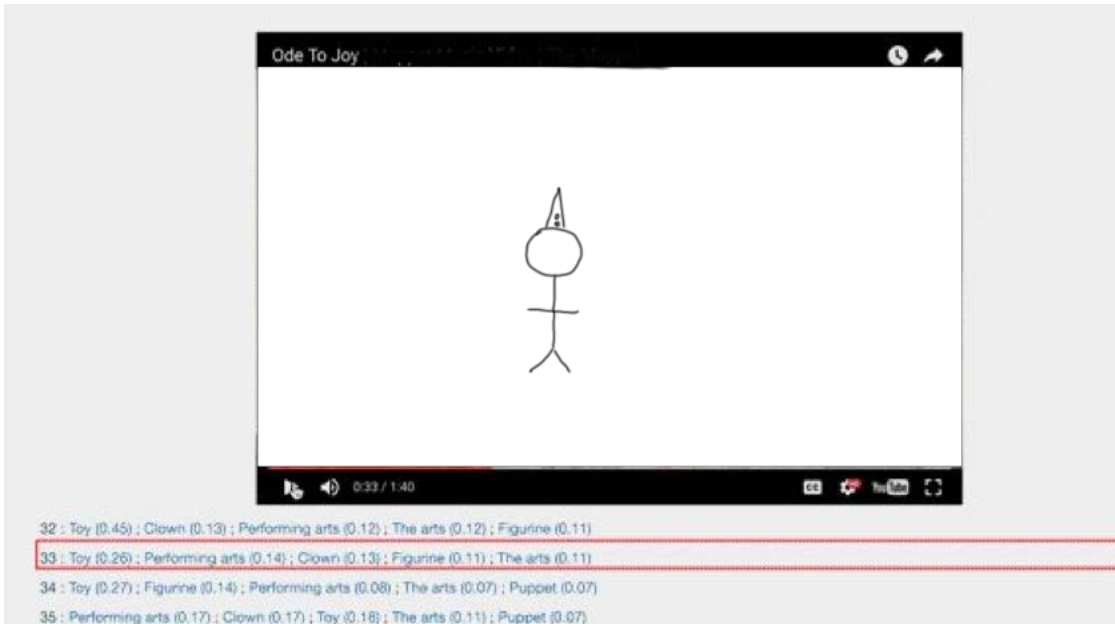 Ode To Joy
0:33 / 1:40
CC
YouTube
32 : Toy (0.45) ; Clown (0.13) ; Performing arts (0.12) ; The arts (0.12) ; Figurine (0.11)
33 : Toy (0.26) ; Performing arts (0.14) ; Clown (0.13) ; Figurine (0.11) ; The arts (0.11)
34 : Toy (0.27) ; Figurine (0.14) ; Performing arts (0.08) ; The arts (0.07) ; Puppet (0.07)
35 : Performing arts (0.17) ; Clown (0.17) ; Toy (0.16) ; The arts (0.11) ; Puppet (0.07)